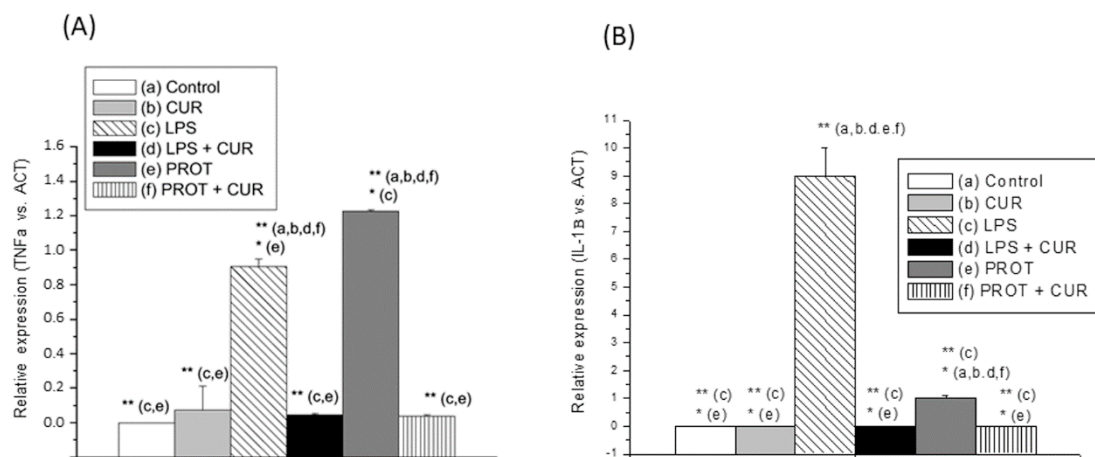 (A)
(a) Control
(b) CUR
(c) LPS
(d) LPS + CUR
(e) PROT
(f) PROT + CUR
Relative expression (TNFa vs. ACT)
1.6
1.4
1.2
1.0
0.8
0.6
0.4
0.2
0.0
** (c,e)
** (c,e)
** (a,b,d,f)
* (e)
** (c,e)
** (a,b,d,f)
* (c)
** (c,e)
(B)
Relative expression (IL-1B vs. ACT)
11
10
9
8
7
6
5
4
3
2
1
0
-1
** (c)
* (e)
** (c)
* (e)
** (a,b.d.e.f)
** (c)
* (e)
** (c)
* (a,b.d,f)
** (c)
* (e)
(a) Control
(b) CUR
(c) LPS
(d) LPS + CUR
(e) PROT
(f) PROT + CUR